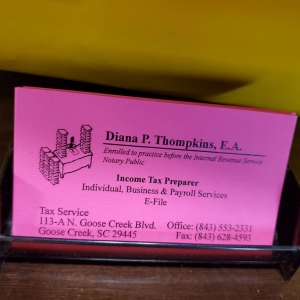 Diana P. Thompkins, E.A.
Enrolled to practice before the Internal Revenue Service
Notary Public
Income Tax Preparer
Individual, Business & Payroll Services
E-File
Tax Service
113-A N. Goose Creek Blvd. Office: (843) 553-2331
Goose Creek, SC 29445 Fax: (843) 628-4593